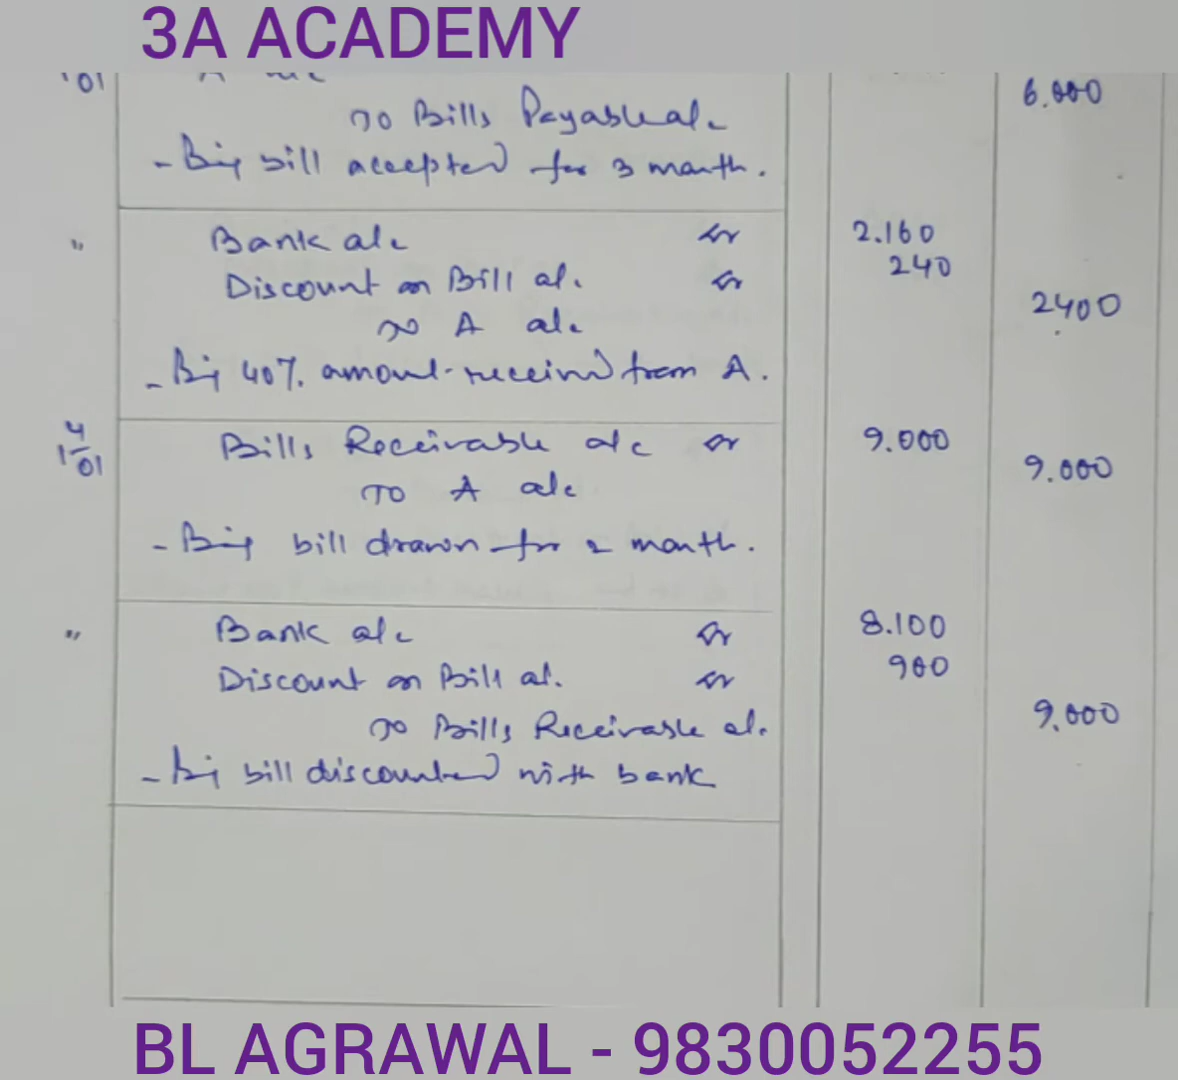 3A ACADEMY
'01 A a/c
To Bills Payable a/c 6.000
- Being bill accepted for 3 month.
" Bank a/c Dr 2.160
Discount on Bill a/c Dr 240
To A a/c 2400
- Being 40% amount received from A.
4/1/01 Bills Receivable a/c Dr 9.000
To A a/c 9.000
- Being bill drawn for 2 month.
" Bank a/c Dr 8.100
Discount on Bill a/c. Dr 900
To Bills Receivable a/c. 9,000
- Being bill discounted with bank
BL AGRAWAL - 9830052255